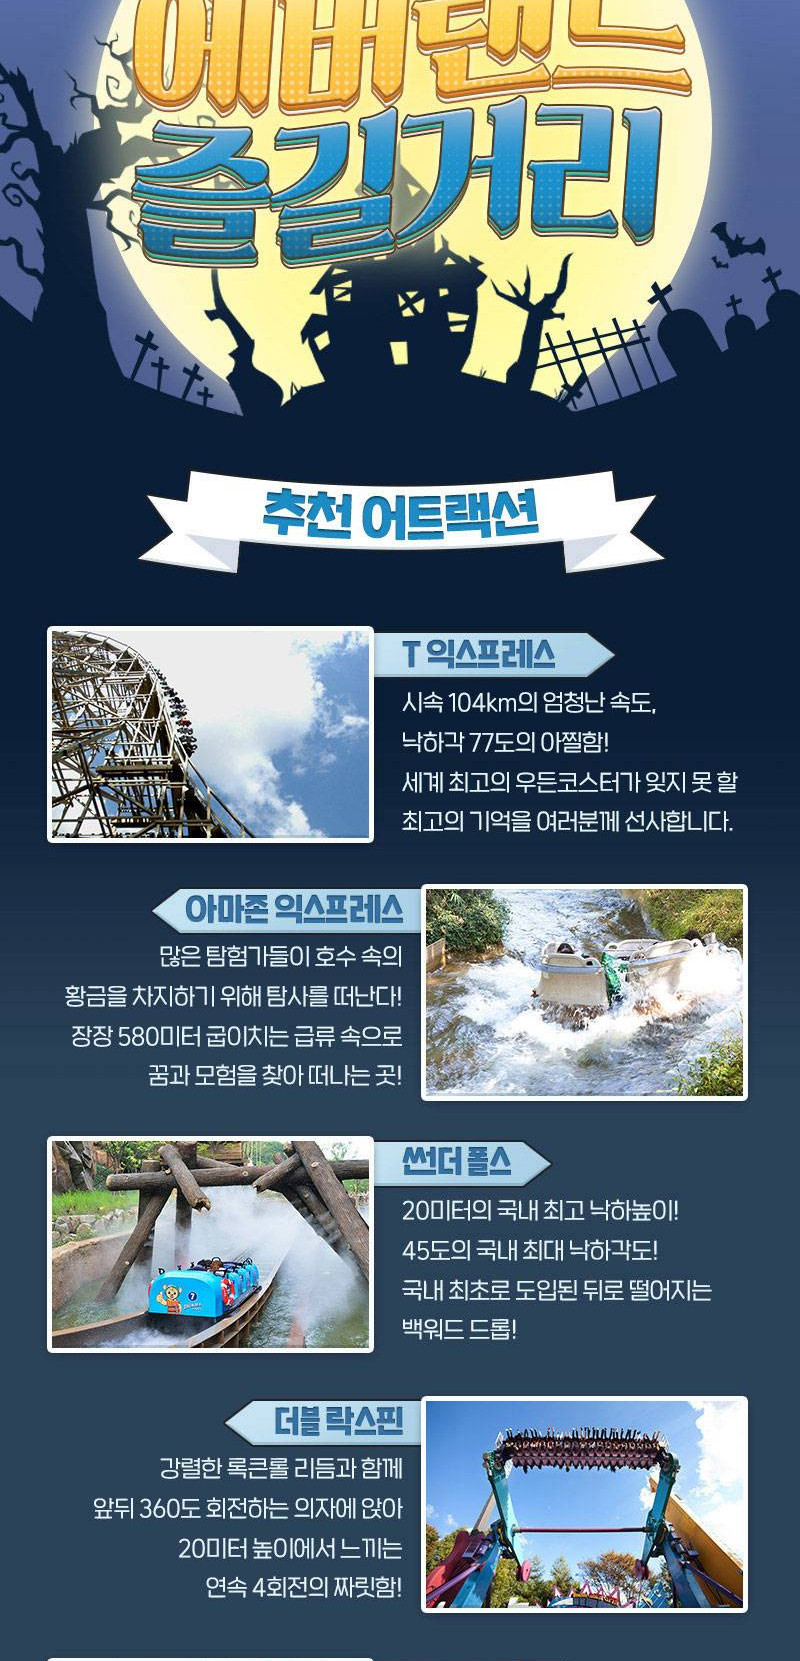 에버랜드
즐길거리
추천 어트랙션
T 익스프레스
시속 104km의 엄청난 속도,
낙하각 77도의 아찔함!
세계 최고의 우든코스터가 잊지 못 할
최고의 기억을 여러분께 선사합니다.
아마존 익스프레스
많은 탐험가들이 호수 속의
황금을 차지하기 위해 탐사를 떠난다!
장장 580미터 굽이치는 급류 속으로
꿈과 모험을 찾아 떠나는 곳!
썬더 폴스
20미터의 국내 최고 낙하높이!
45도의 국내 최대 낙하각도!
국내 최초로 도입된 뒤로 떨어지는
백워드 드롭!
7
더블 락스핀
강렬한 록큰롤 리듬과 함께
앞뒤 360도 회전하는 의자에 앉아
20미터 높이에서 느끼는
연속 4회전의 짜릿함!